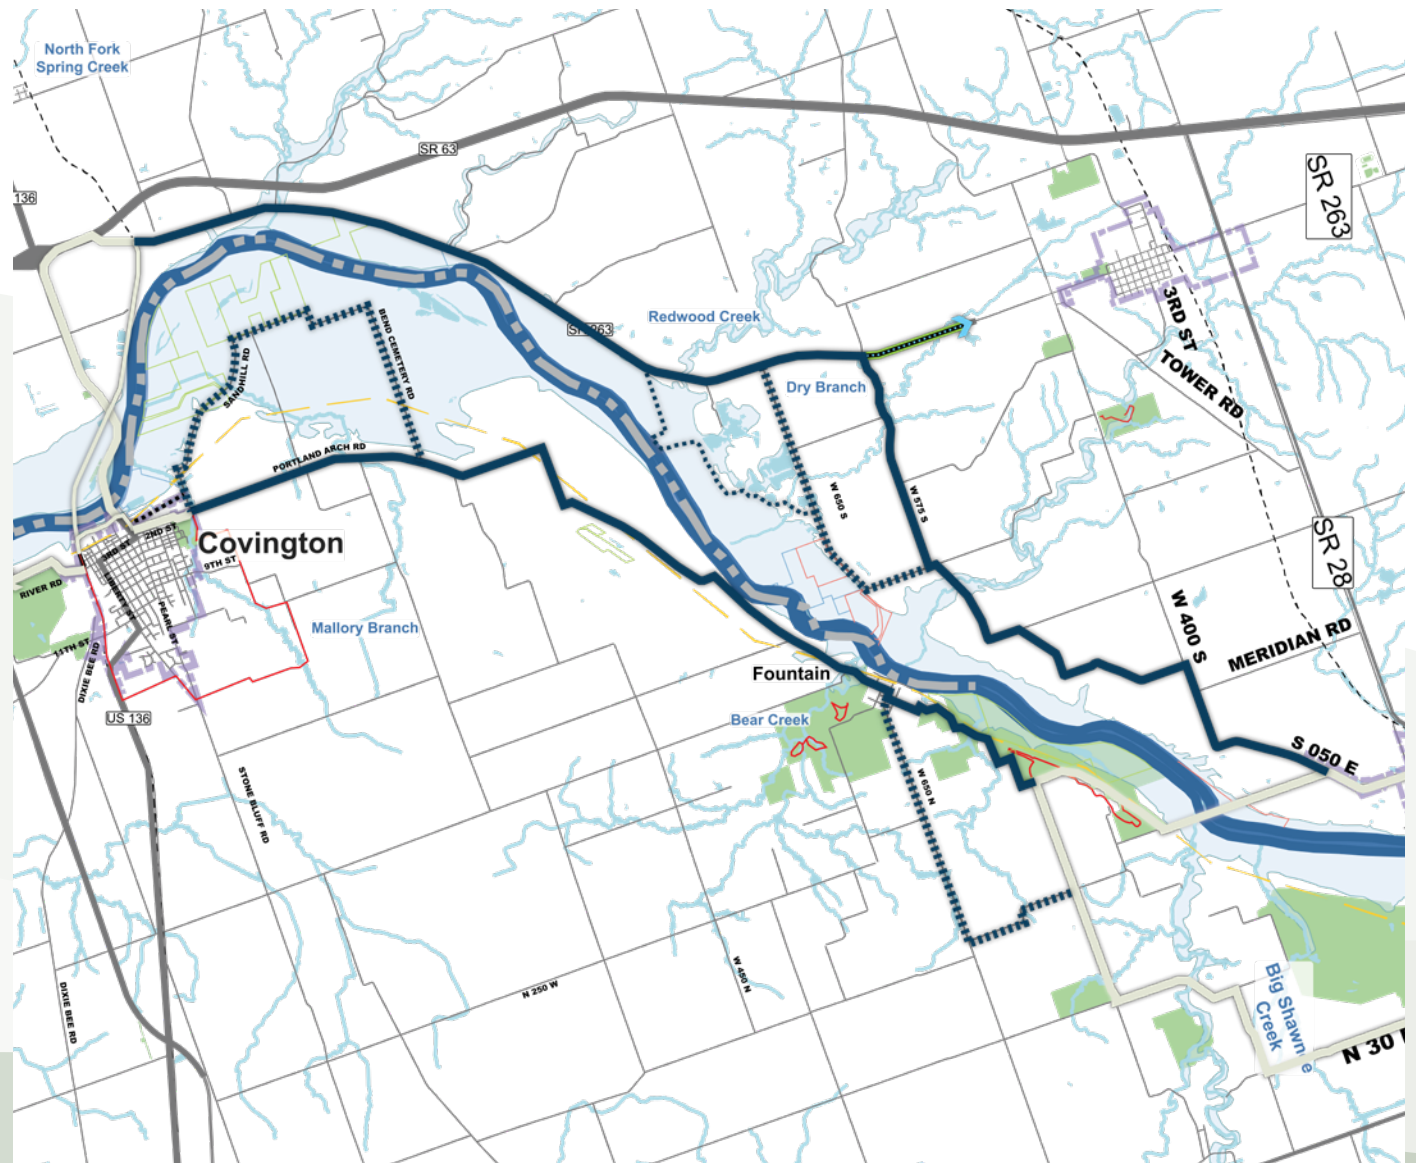 North Fork
Spring Creek
SR 63
136
SR 263
3RD ST
TOWER RD
Redwood Creek
Dry Branch
BEND CEMETERY RD
SANDHILL RD
PORTLAND ARCH RD
W 650 S
W 575 S
SR 28
W 400 S
MERIDIAN RD
S 050 E
Covington
2ND ST
3RD ST
9TH ST
LIBERTY ST
PEARL ST
RIVER RD
11TH ST
DIXIE BEE RD
US 136
Mallory Branch
Fountain
Bear Creek
W 650 N
STONE BLUFF RD
DIXIE BEE RD
N 250 W
W 450 N
Big Shawnee
Creek
N 30